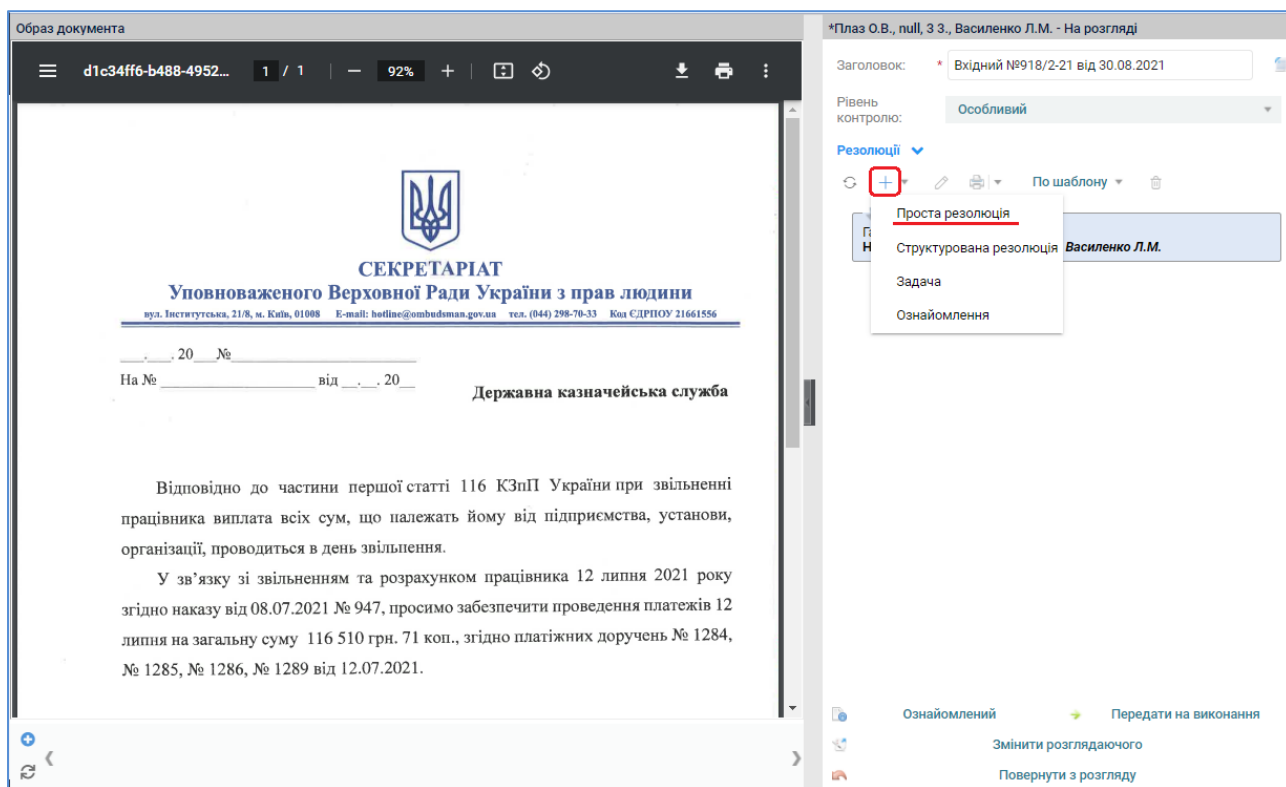 Образ документа
d1c34ff6-b488-4952... 1 / 1 92%
СЕКРЕТАРІАТ
Уповноваженого Верховної Ради України з прав людини
вул. Інститутська, 21/8, м. Київ, 01008 E-mail: hotline@ombudsman.gov.ua тел. (044) 298-70-33 Код ЄДРПОУ 21661556
___.___. 20___№____________________
На № ________________ від ___.___. 20__
Державна казначейська служба
Відповідно до частини першої статті 116 КЗпП України при звільненні
працівника виплата всіх сум, що належать йому від підприємства, установи,
організації, проводиться в день звільнення.
У зв’язку зі звільненням та розрахунком працівника 12 липня 2021 року
згідно наказу від 08.07.2021 № 947, просимо забезпечити проведення платежів 12
липня на загальну суму 116 510 грн. 71 коп., згідно платіжних доручень № 1284,
№ 1285, № 1286, № 1289 від 12.07.2021.
*Плаз О.В., null, З З., Василенко Л.М. - На розгляді
Заголовок: * Вхідний №918/2-21 від 30.08.2021
Рівень
контролю:
Особливий
Резолюції
По шаблону
Проста резолюція
Структурована резолюція
Василенко Л.М.
Задача
Ознайомлення
Ознайомлений Передати на виконання
Змінити розглядаючого
Повернути з розгляду